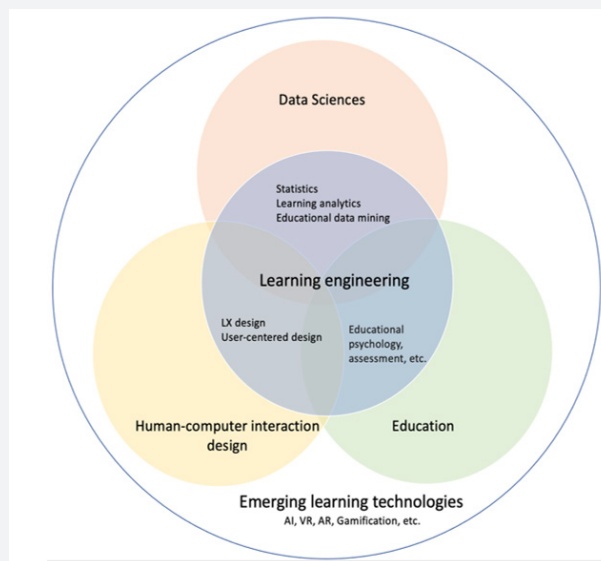 Data Sciences
Statistics
Learning analytics
Educational data mining
Learning engineering
LX design
User-centered design
Educational
psychology,
assessment, etc.
Human-computer interaction
design
Education
Emerging learning technologies
AI, VR, AR, Gamification, etc.